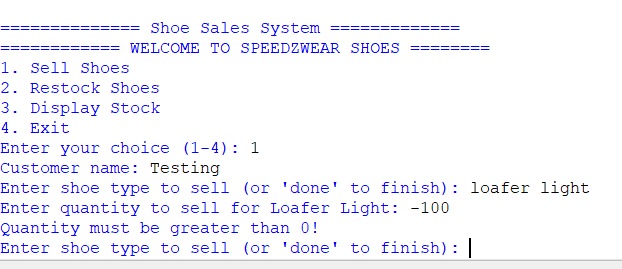 ============== Shoe Sales System =============
============ WELCOME TO SPEEDZWEAR SHOES ========
1. Sell Shoes
2. Restock Shoes
3. Display Stock
4. Exit
Enter your choice (1-4): 1
Customer name: Testing
Enter shoe type to sell (or 'done' to finish): loafer light
Enter quantity to sell for Loafer Light: -100
Quantity must be greater than 0!
Enter shoe type to sell (or 'done' to finish):